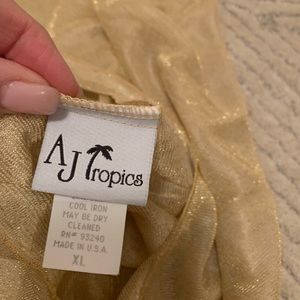 AJ Tropics
COOL IRON
MAY BE DRY
CLEANED
RN# 93240
MADE IN U.S.A.
XL